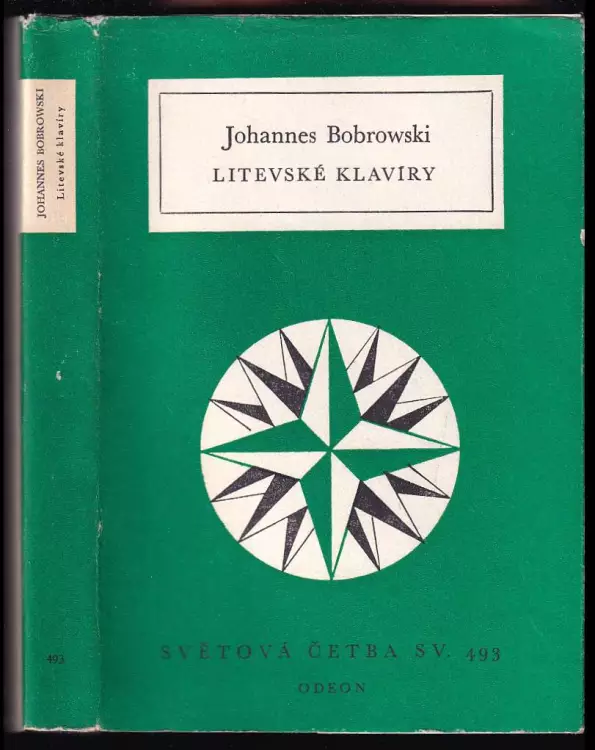 JOHANNES BOBROWSKI
Litevské klavíry
493
Johannes Bobrowski
LITEVSKÉ KLAVÍRY
SVĚTOVÁ ČETBA SV. 493
ODEON